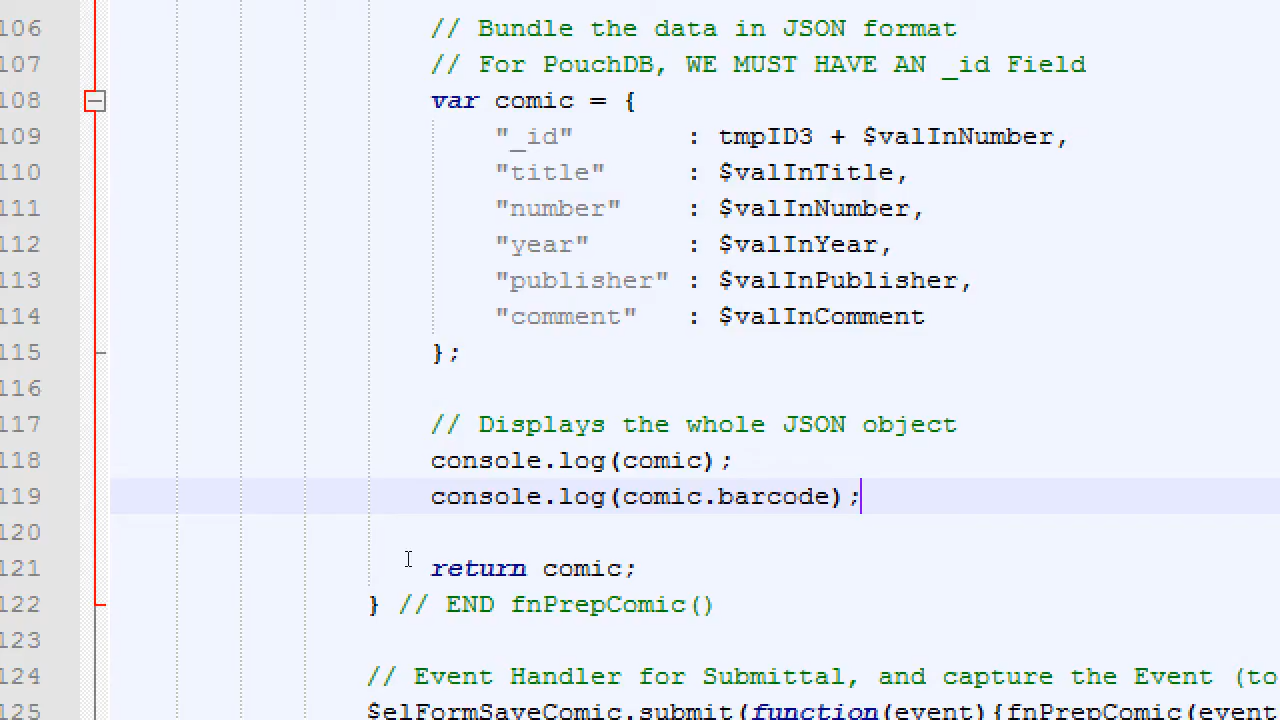 106 // Bundle the data in JSON format
107 // For PouchDB, WE MUST HAVE AN _id Field
108 var comic = {
109 "_id" : tmpID3 + $valInNumber,
110 "title" : $valInTitle,
111 "number" : $valInNumber,
112 "year" : $valInYear,
113 "publisher" : $valInPublisher,
114 "comment" : $valInComment
115 };
116
117 // Displays the whole JSON object
118 console.log(comic);
119 console.log(comic.barcode);
120
121 return comic;
122 } // END fnPrepComic()
123
124 // Event Handler for Submittal, and capture the Event (to
125 $elFormSaveComic.submit(function(event){fnPrepComic(event